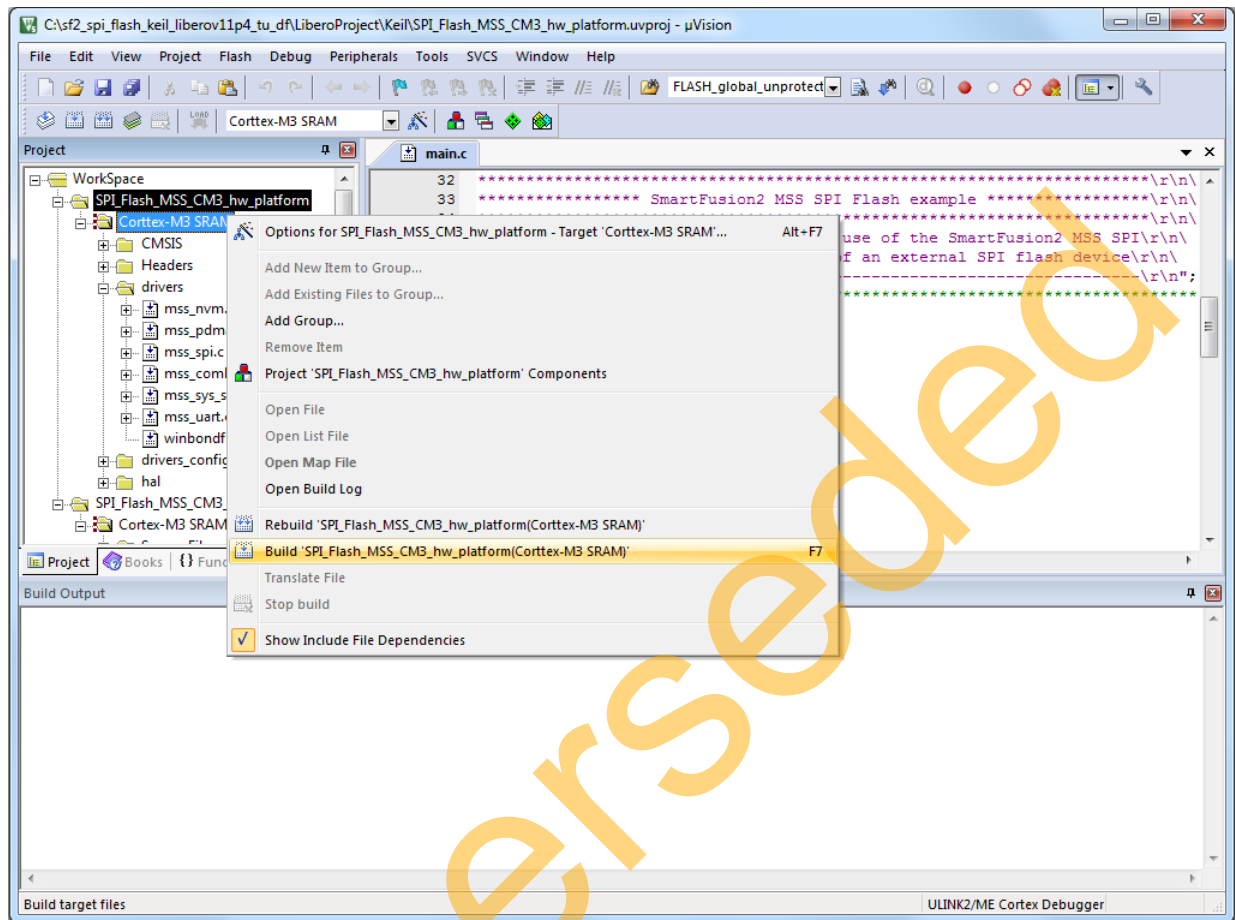 C:\sf2_spi_flash_keil_liberov11p4_tu_df\LiberoProject\Keil\SPI_Flash_MSS_CM3_hw_platform.uvproj - µVision
File Edit View Project Flash Debug Peripherals Tools SVCS Window Help
FLASH_global_unprotect
LOAD Corttex-M3 SRAM
Project
main.c
WorkSpace
SPI_Flash_MSS_CM3_hw_platform
Corttex-M3 SRAM
CMSIS
Headers
drivers
mss_nvm.
mss_pdm
mss_spi.c
mss_com
mss_sys_s
mss_uart.
winbondf
drivers_config
hal
SPI_Flash_MSS_CM3_
Cortex-M3 SRAM
32 ***************************************************************************\r\n\
33 ****************** SmartFusion2 MSS SPI Flash example ******************\r\n\
****************************************\r\n\
use of the SmartFusion2 MSS SPI\r\n\
of an external SPI flash device\r\n\
---------------------------------\r\n";
****************************************
Options for SPI_Flash_MSS_CM3_hw_platform - Target 'Corttex-M3 SRAM'... Alt+F7
Add New Item to Group...
Add Existing Files to Group...
Add Group...
Remove Item
Project 'SPI_Flash_MSS_CM3_hw_platform' Components
Open File
Open List File
Open Map File
Open Build Log
Rebuild 'SPI_Flash_MSS_CM3_hw_platform(Corttex-M3 SRAM)'
Build 'SPI_Flash_MSS_CM3_hw_platform(Corttex-M3 SRAM)' F7
Translate File
Stop build
Show Include File Dependencies
Project Books {} Func
Build Output
Build target files ULINK2/ME Cortex Debugger
erseded